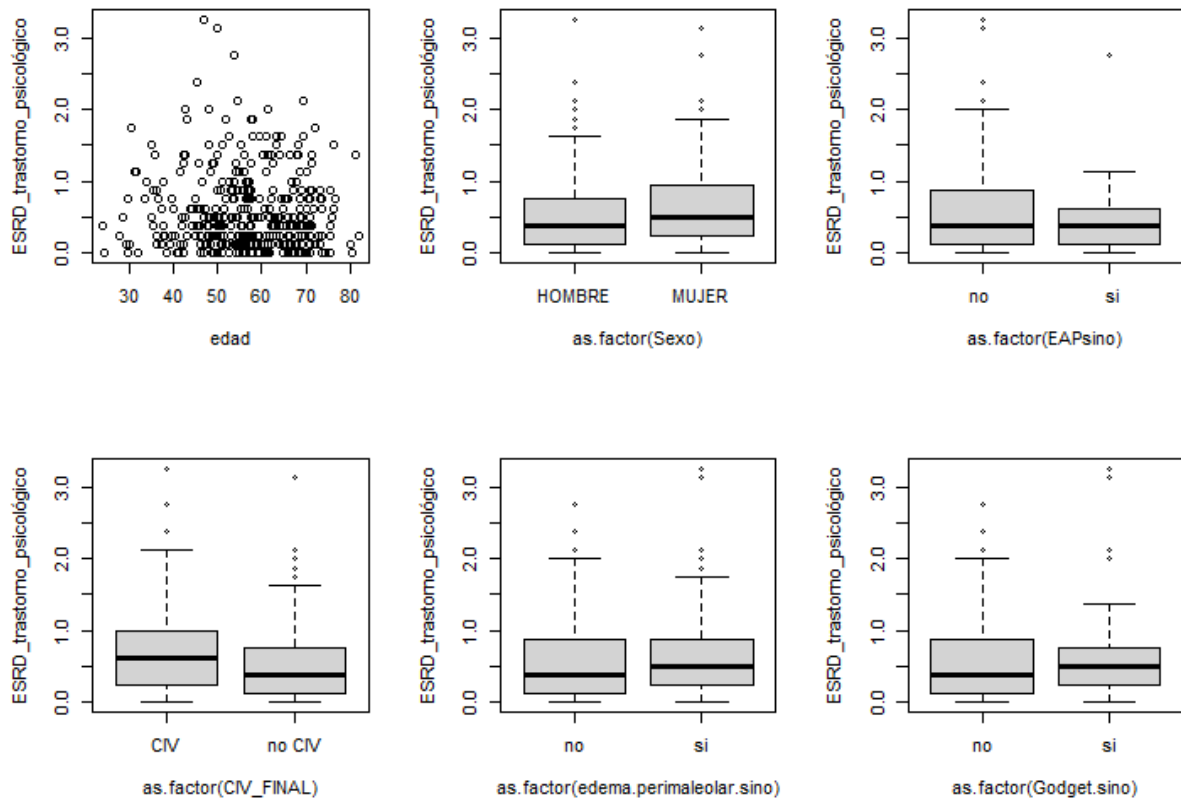 ESRD_trastorno_psicológico
0.0 1.0 2.0 3.0
30 40 50 60 70 80
edad
ESRD_trastorno_psicológico
0.0 1.0 2.0 3.0
HOMBRE MUJER
as.factor(Sexo)
ESRD_trastorno_psicológico
0.0 1.0 2.0 3.0
no si
as.factor(EAPsino)
ESRD_trastorno_psicológico
0.0 1.0 2.0 3.0
CIV no CIV
as.factor(CIV_FINAL)
ESRD_trastorno_psicológico
0.0 1.0 2.0 3.0
no si
as.factor(edema.perimaleolar.sino)
ESRD_trastorno_psicológico
0.0 1.0 2.0 3.0
no si
as.factor(Godget.sino)